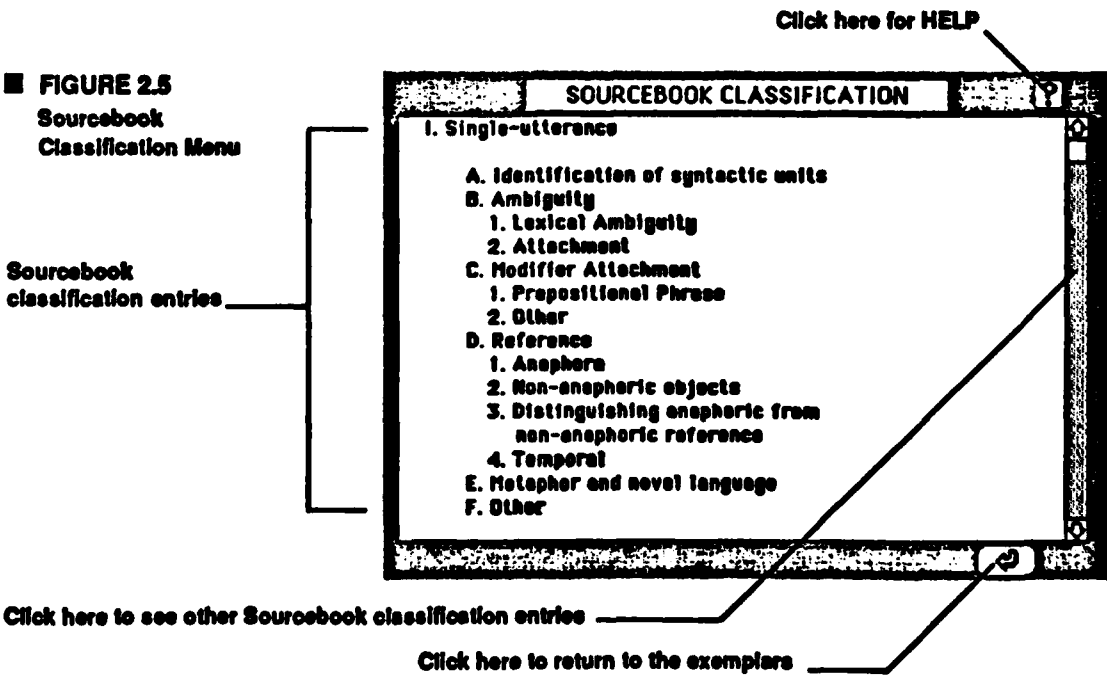 Click here for HELP
■ FIGURE 2.5
Sourcebook
Classification Menu
SOURCEBOOK CLASSIFICATION
?
I. Single-utterance
A. Identification of syntactic units
B. Ambiguity
1. Lexical Ambiguity
2. Attachment
C. Modifier Attachment
1. Prepositional Phrase
2. Other
D. Reference
1. Anaphora
2. Non-anaphoric objects
3. Distinguishing anaphoric from
non-anaphoric reference
4. Temporal
E. Metaphor and novel language
F. Other
Sourcebook
classification entries
Click here to see other Sourcebook classification entries
Click here to return to the exemplars